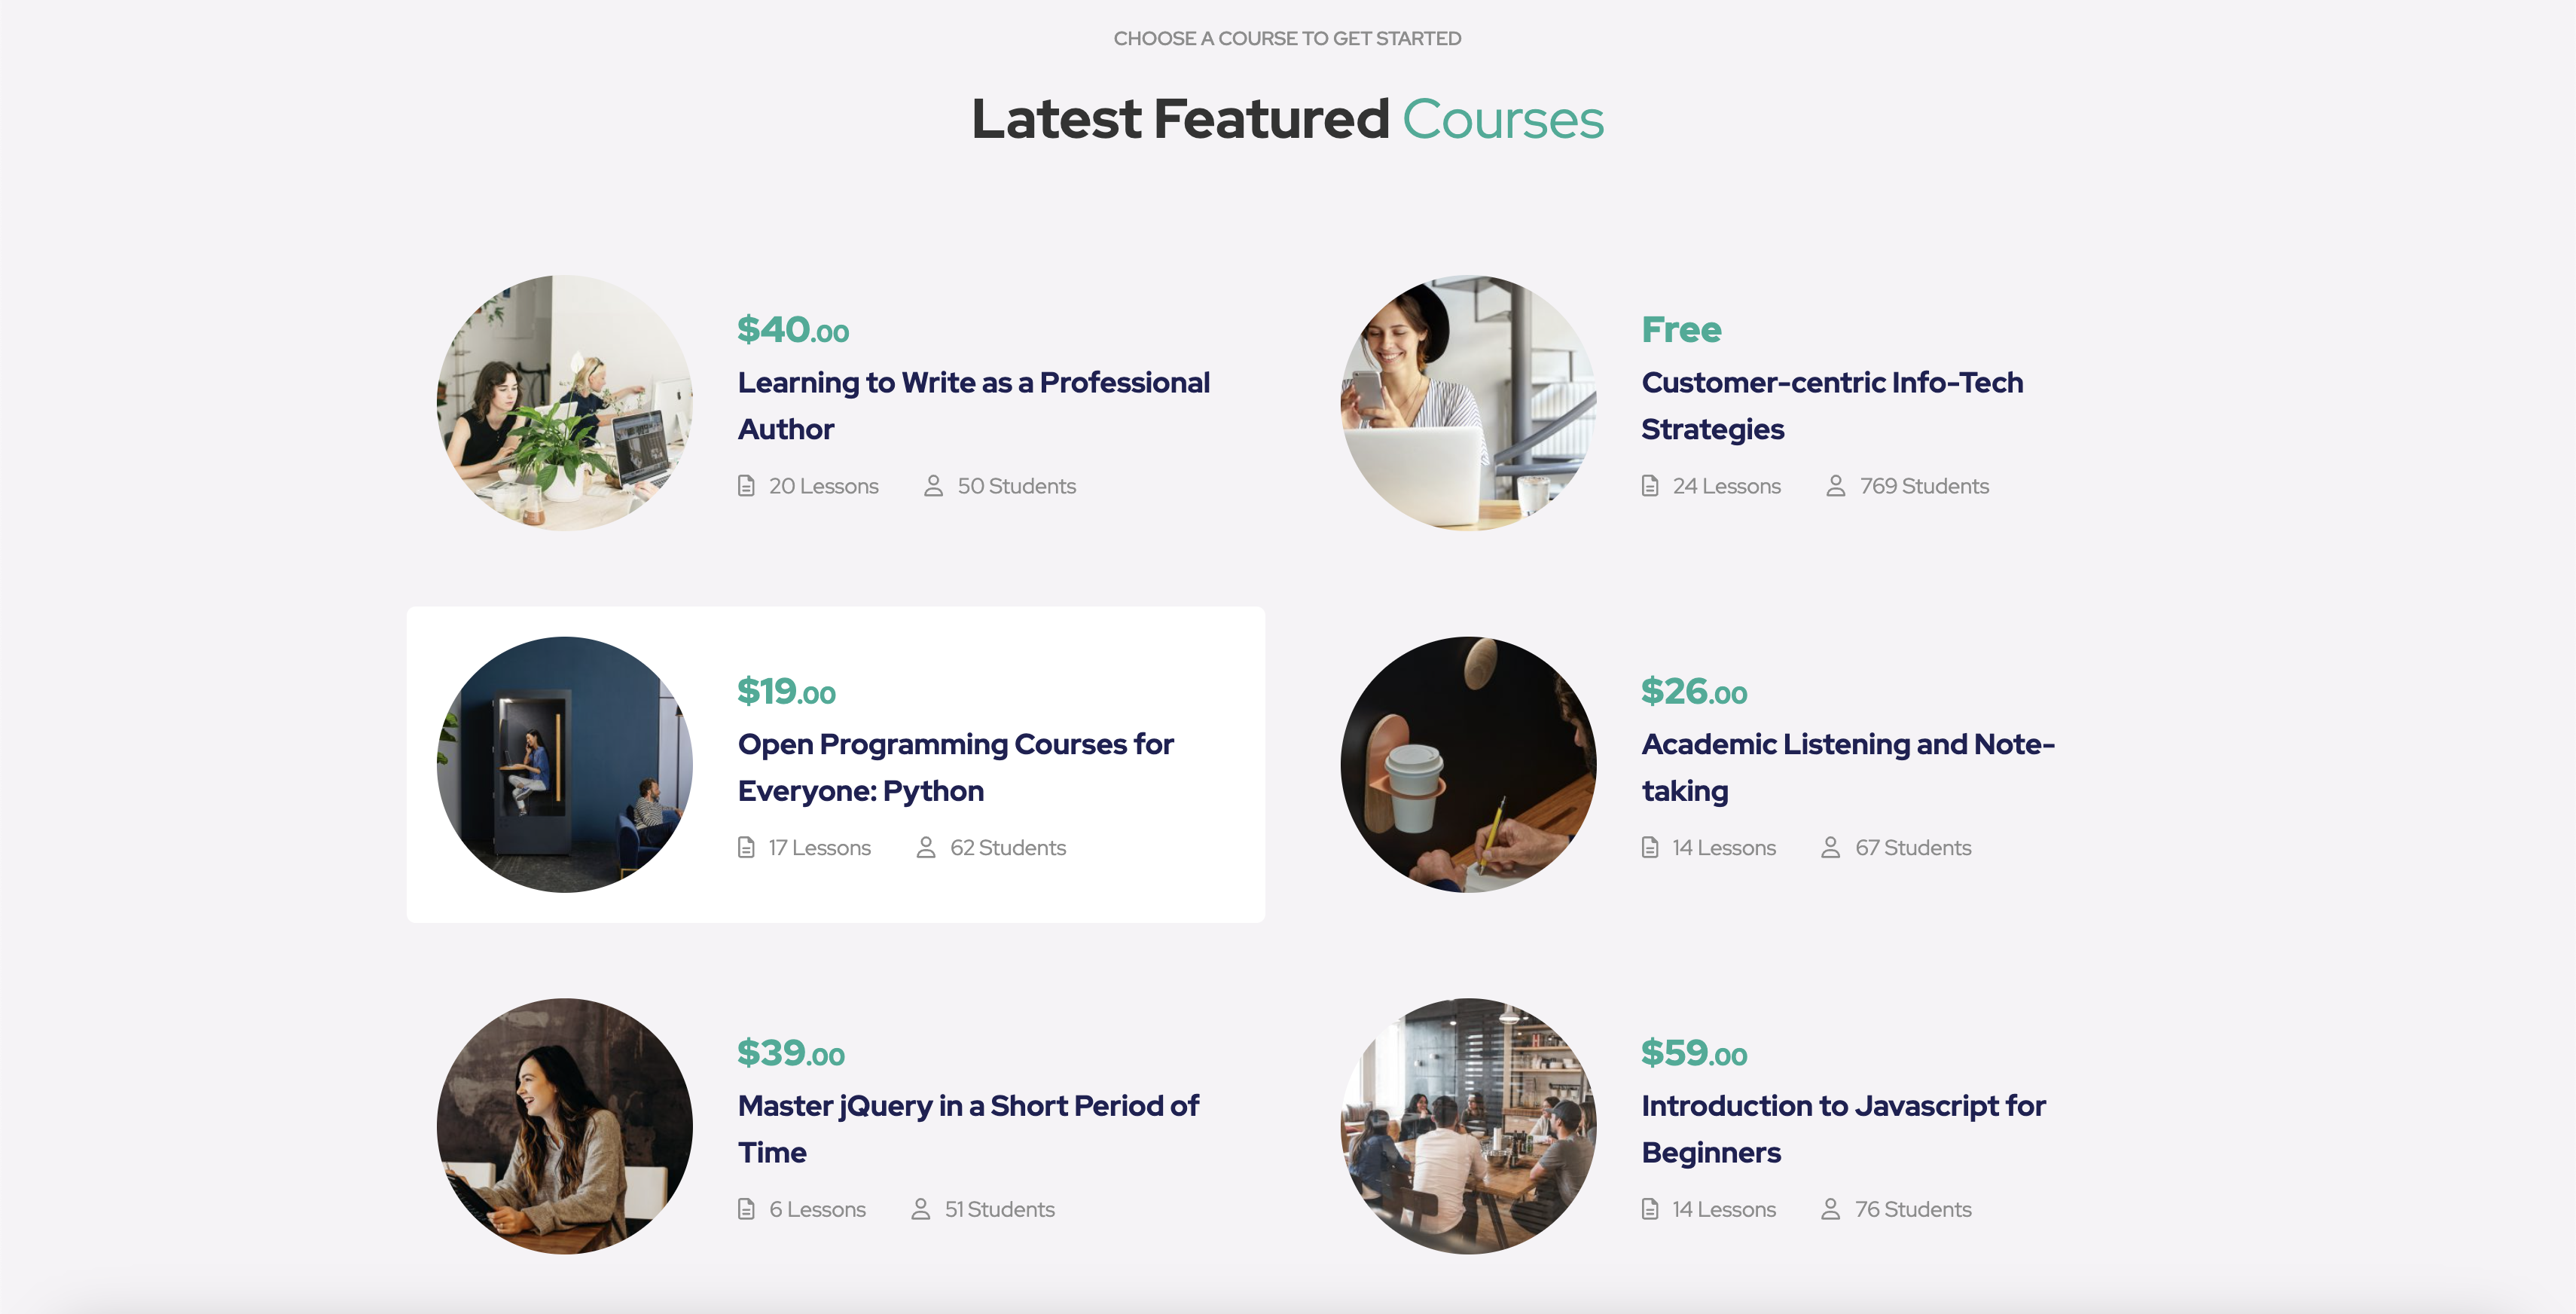 CHOOSE A COURSE TO GET STARTED
Latest Featured Courses
$40.00
Learning to Write as a Professional
Author
20 Lessons 50 Students
Free
Customer-centric Info-Tech
Strategies
24 Lessons 769 Students
$19.00
Open Programming Courses for
Everyone: Python
17 Lessons 62 Students
$26.00
Academic Listening and Note-
taking
14 Lessons 67 Students
$39.00
Master jQuery in a Short Period of
Time
6 Lessons 51 Students
$59.00
Introduction to Javascript for
Beginners
14 Lessons 76 Students